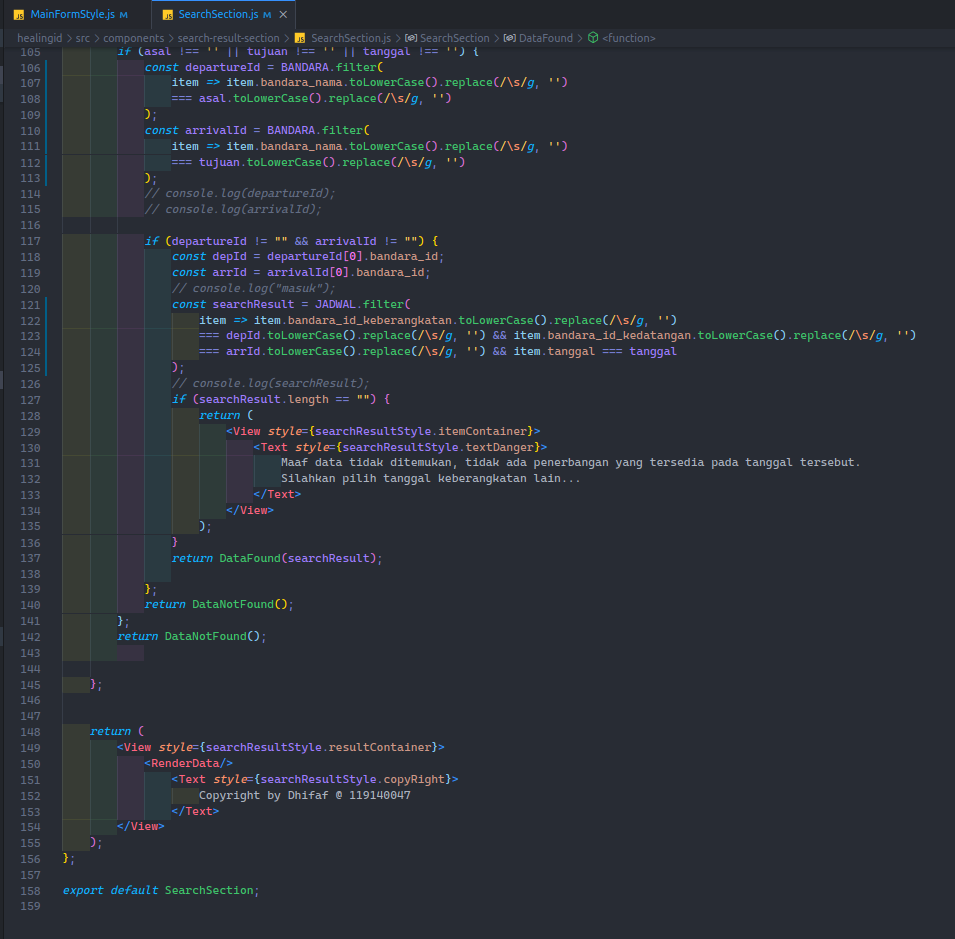 JS MainFormStyle.js M
JS SearchSection.js M ×
healingid > src > components > search-result-section > JS SearchSection.js > SearchSection > DataFound > <function>
105 if (asal !== '' || tujuan !== '' || tanggal !== '') {
106 const departureId = BANDARA.filter(
107 item => item.bandara_nama.toLowerCase().replace(/\s/g, '')
108 === asal.toLowerCase().replace(/\s/g, '')
109 );
110 const arrivalId = BANDARA.filter(
111 item => item.bandara_nama.toLowerCase().replace(/\s/g, '')
112 === tujuan.toLowerCase().replace(/\s/g, '')
113 );
114 // console.log(departureId);
115 // console.log(arrivalId);
116
117 if (departureId != "" && arrivalId != "") {
118 const depId = departureId[0].bandara_id;
119 const arrId = arrivalId[0].bandara_id;
120 // console.log("masuk");
121 const searchResult = JADWAL.filter(
122 item => item.bandara_id_keberangkatan.toLowerCase().replace(/\s/g, '')
123 === depId.toLowerCase().replace(/\s/g, '') && item.bandara_id_kedatangan.toLowerCase().replace(/\s/g, '')
124 === arrId.toLowerCase().replace(/\s/g, '') && item.tanggal === tanggal
125 );
126 // console.log(searchResult);
127 if (searchResult.length == "") {
128 return (
129 <View style={searchResultStyle.itemContainer}>
130 <Text style={searchResultStyle.textDanger}>
131 Maaf data tidak ditemukan, tidak ada penerbangan yang tersedia pada tanggal tersebut.
132 Silahkan pilih tanggal keberangkatan lain...
133 </Text>
134 </View>
135 );
136 }
137 return DataFound(searchResult);
138
139 };
140 return DataNotFound();
141 };
142 return DataNotFound();
143
144
145 };
146
147
148 return (
149 <View style={searchResultStyle.resultContainer}>
150 <RenderData/>
151 <Text style={searchResultStyle.copyRight}>
152 Copyright by Dhifaf @ 119140047
153 </Text>
154 </View>
155 );
156 };
157
158 export default SearchSection;
159